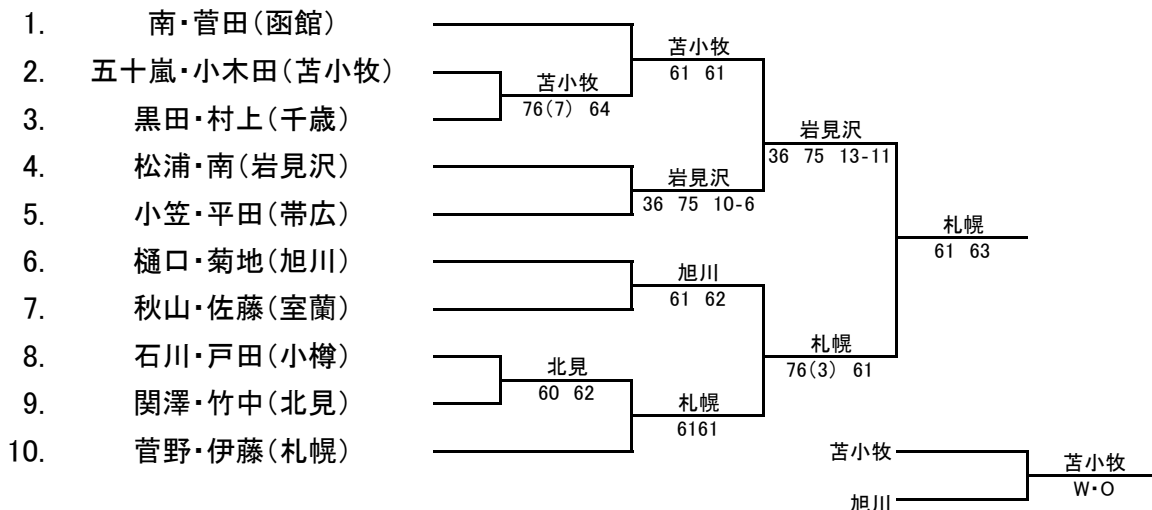 1. 南・菅田(函館)
2. 五十嵐・小木田(苫小牧)
3. 黒田・村上(千歳)
4. 松浦・南(岩見沢)
5. 小笠・平田(帯広)
6. 樋口・菊地(旭川)
7. 秋山・佐藤(室蘭)
8. 石川・戸田(小樽)
9. 関澤・竹中(北見)
10. 菅野・伊藤(札幌)
苫小牧
76(7) 64
北見
60 62
苫小牧
61 61
岩見沢
36 75 10-6
旭川
61 62
札幌
6161
岩見沢
36 75 13-11
札幌
76(3) 61
札幌
61 63
苫小牧
旭川
苫小牧
W・O